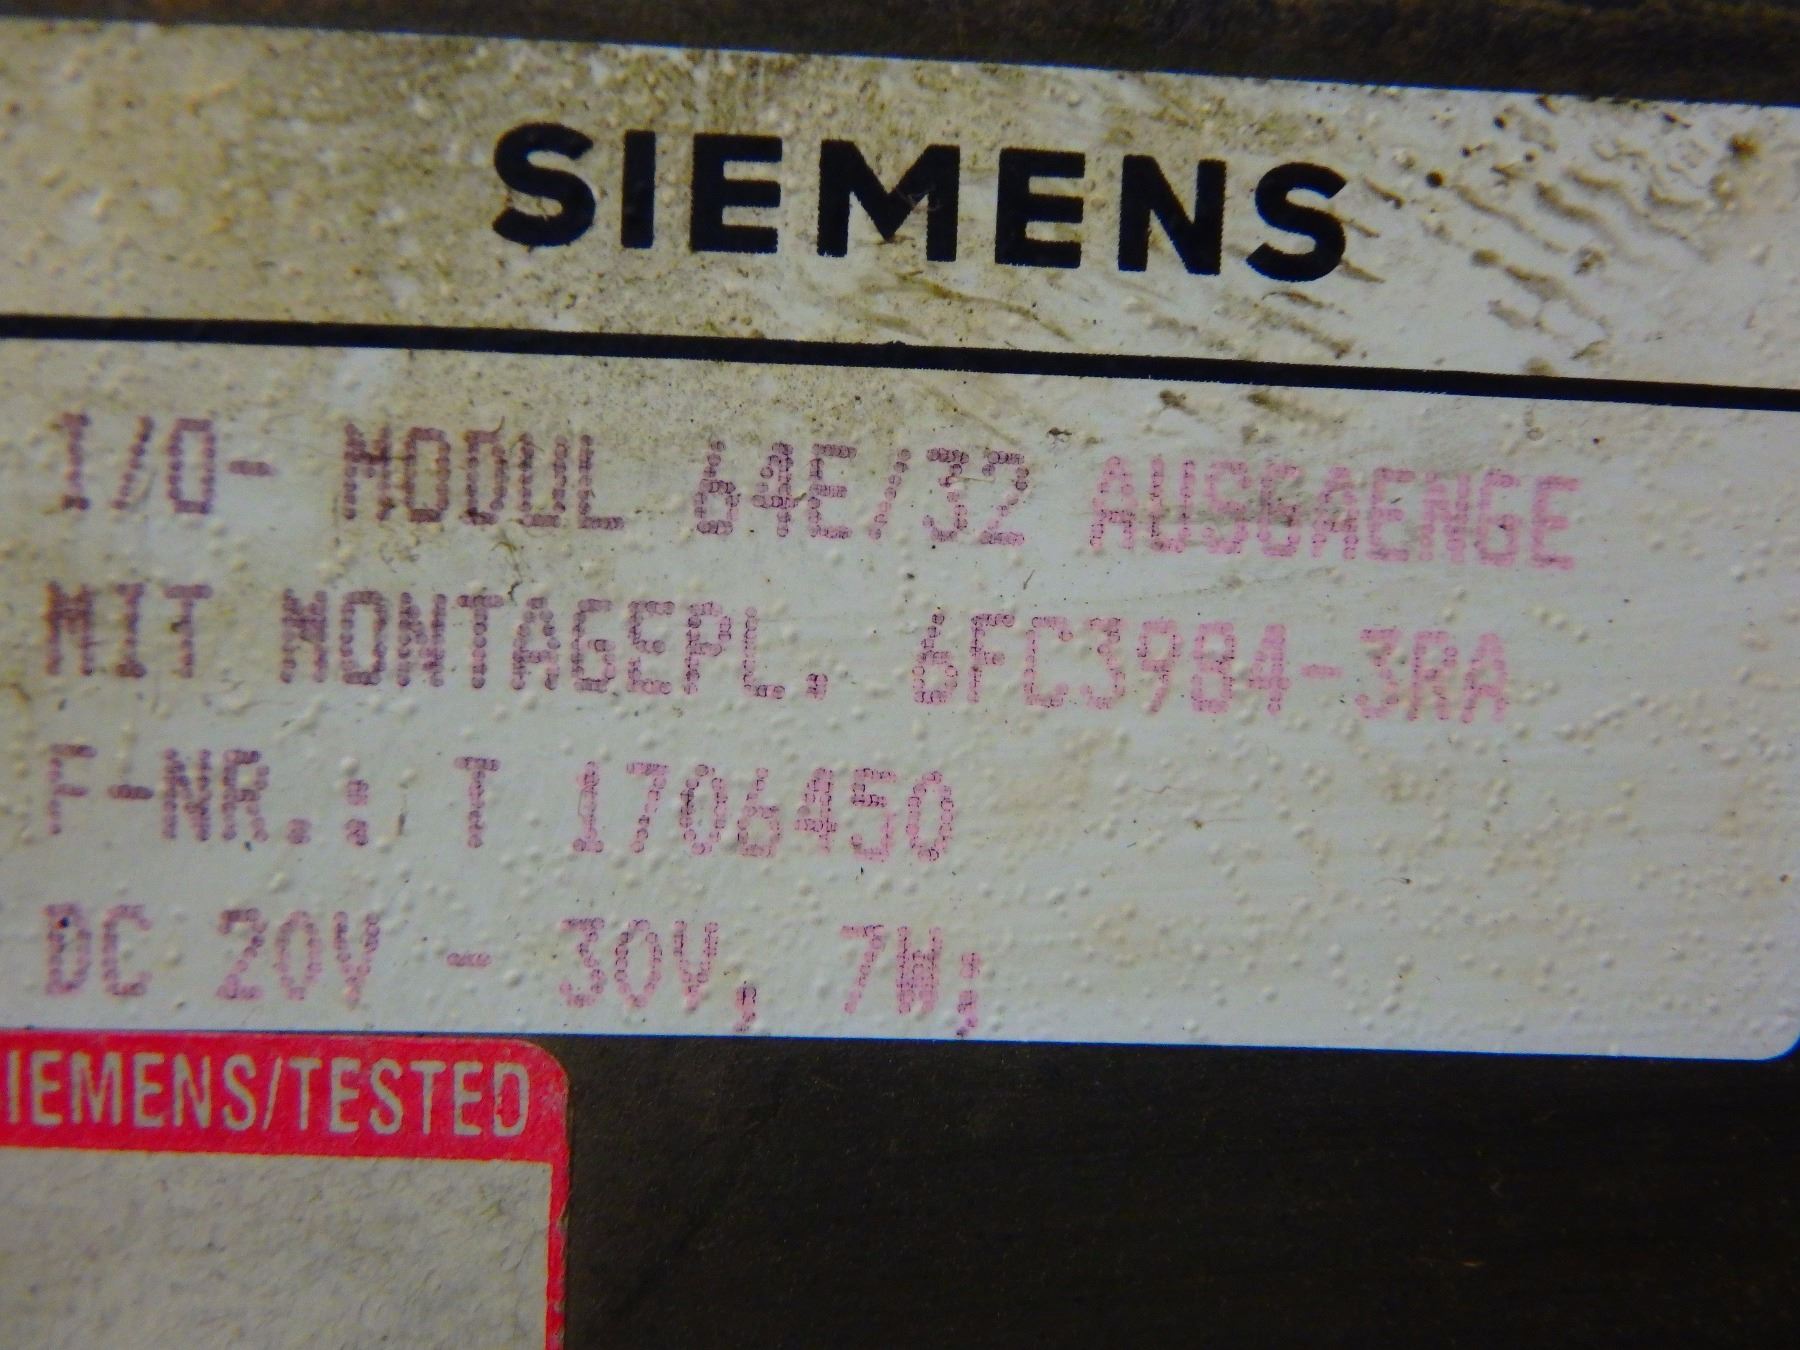 SIEMENS
I/O- MODUL 64E/32 AUSGAENGE
MIT MONTAGEPL. 6FC3984-3RA
F-NR.: T 1706450
DC 20V - 30V, 7W;
IEMENS/TESTED